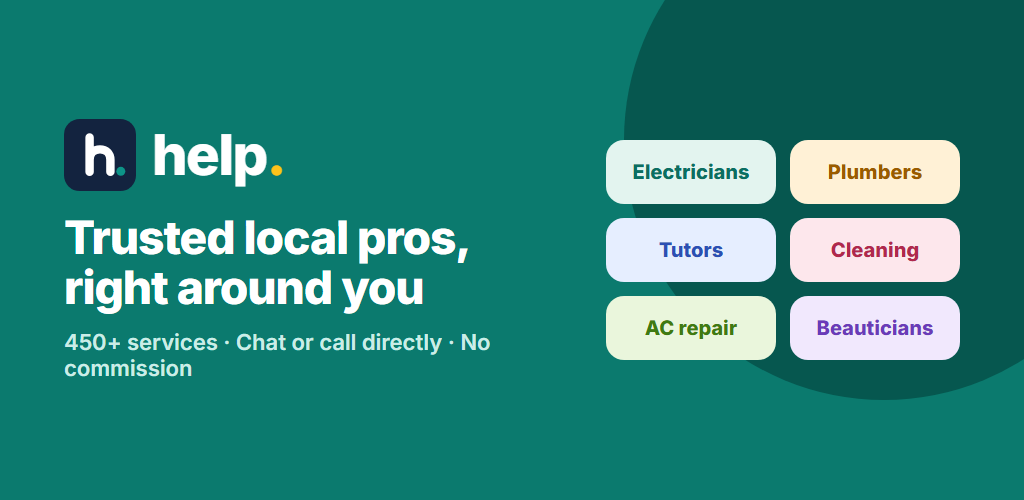 h.
help.
Trusted local pros,
right around you
450+ services · Chat or call directly · No
commission
Electricians
Plumbers
Tutors
Cleaning
AC repair
Beauticians